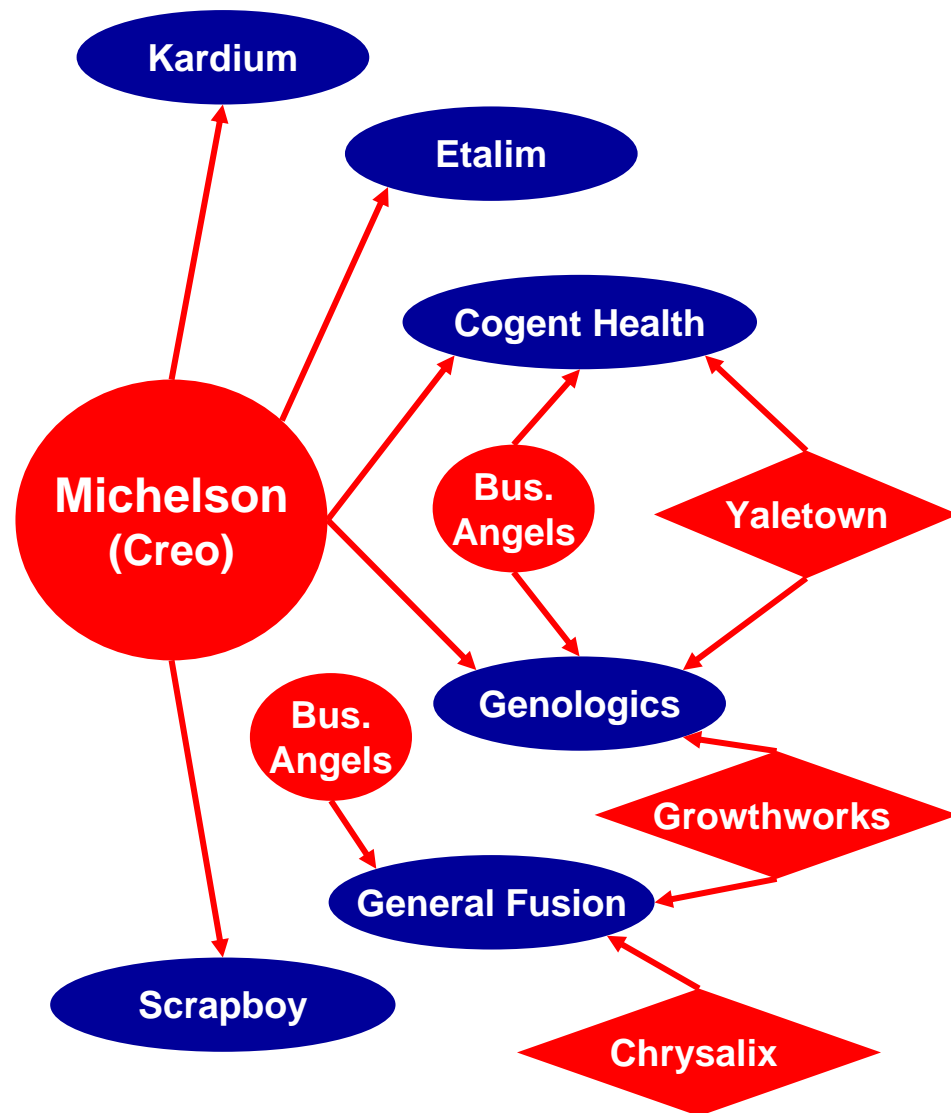 Kardium
Etalim
Cogent Health
Michelson
(Creo)
Bus.
Angels
Yaletown
Genologics
Bus.
Angels
Growthworks
General Fusion
Scrapboy
Chrysalix